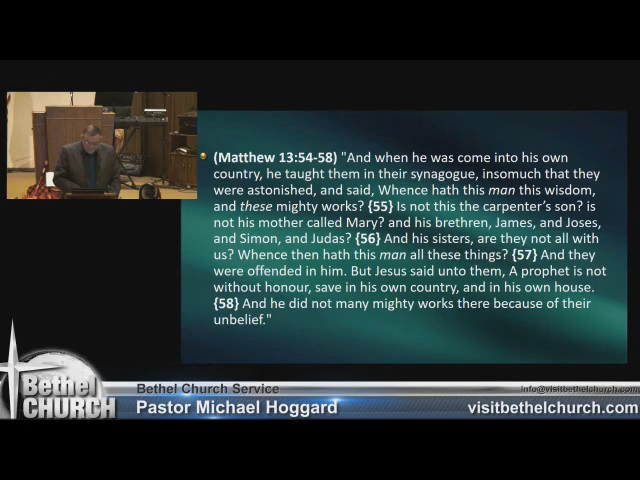 (Matthew 13:54-58) "And when he was come into his own
country, he taught them in their synagogue, insomuch that they
were astonished, and said, Whence hath this man this wisdom,
and these mighty works? {55} Is not this the carpenter's son? is
not his mother called Mary? and his brethren, James, and Joses,
and Simon, and Judas? {56} And his sisters, are they not all with
us? Whence then hath this man all these things? {57} And they
were offended in him. But Jesus said unto them, A prophet is not
without honour, save in his own country, and in his own house.
{58} And he did not many mighty works there because of their
unbelief."
Bethel
CHURCH
Bethel Church Service
info@visitbethelchurch.com
Pastor Michael Hoggard
visitbethelchurch.com